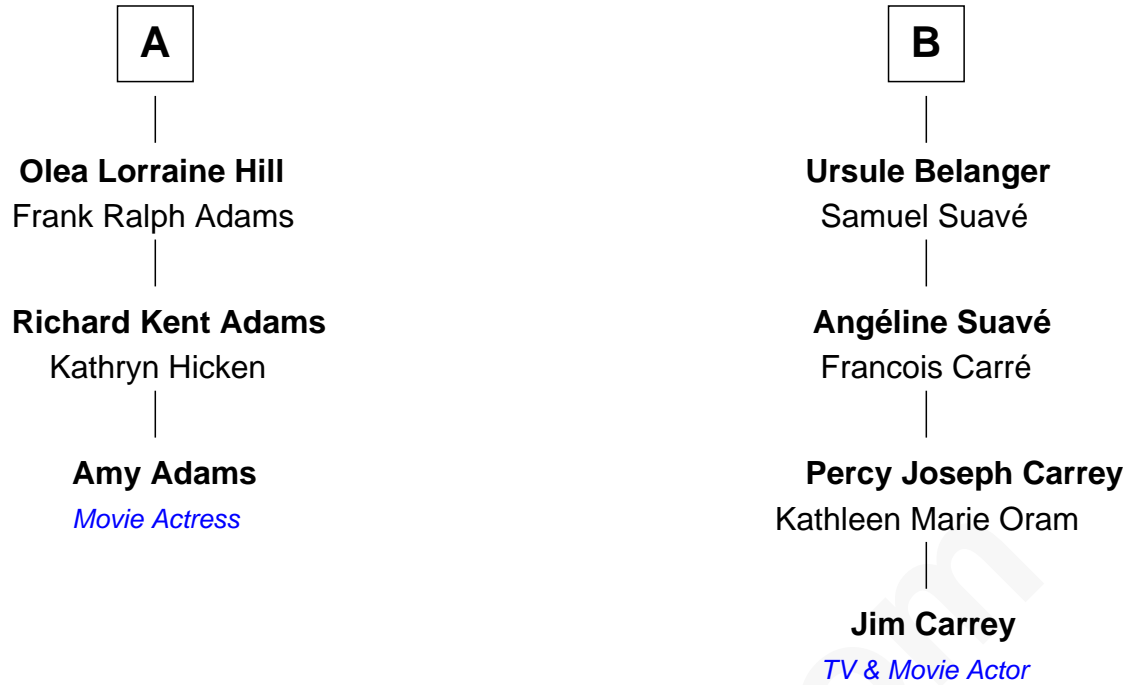 A
Olea Lorraine Hill
Frank Ralph Adams
Richard Kent Adams
Kathryn Hicken
Amy Adams
Movie Actress
B
Ursule Belanger
Samuel Suavé
Angéline Suavé
Francois Carré
Percy Joseph Carrey
Kathleen Marie Oram
Jim Carrey
TV & Movie Actor